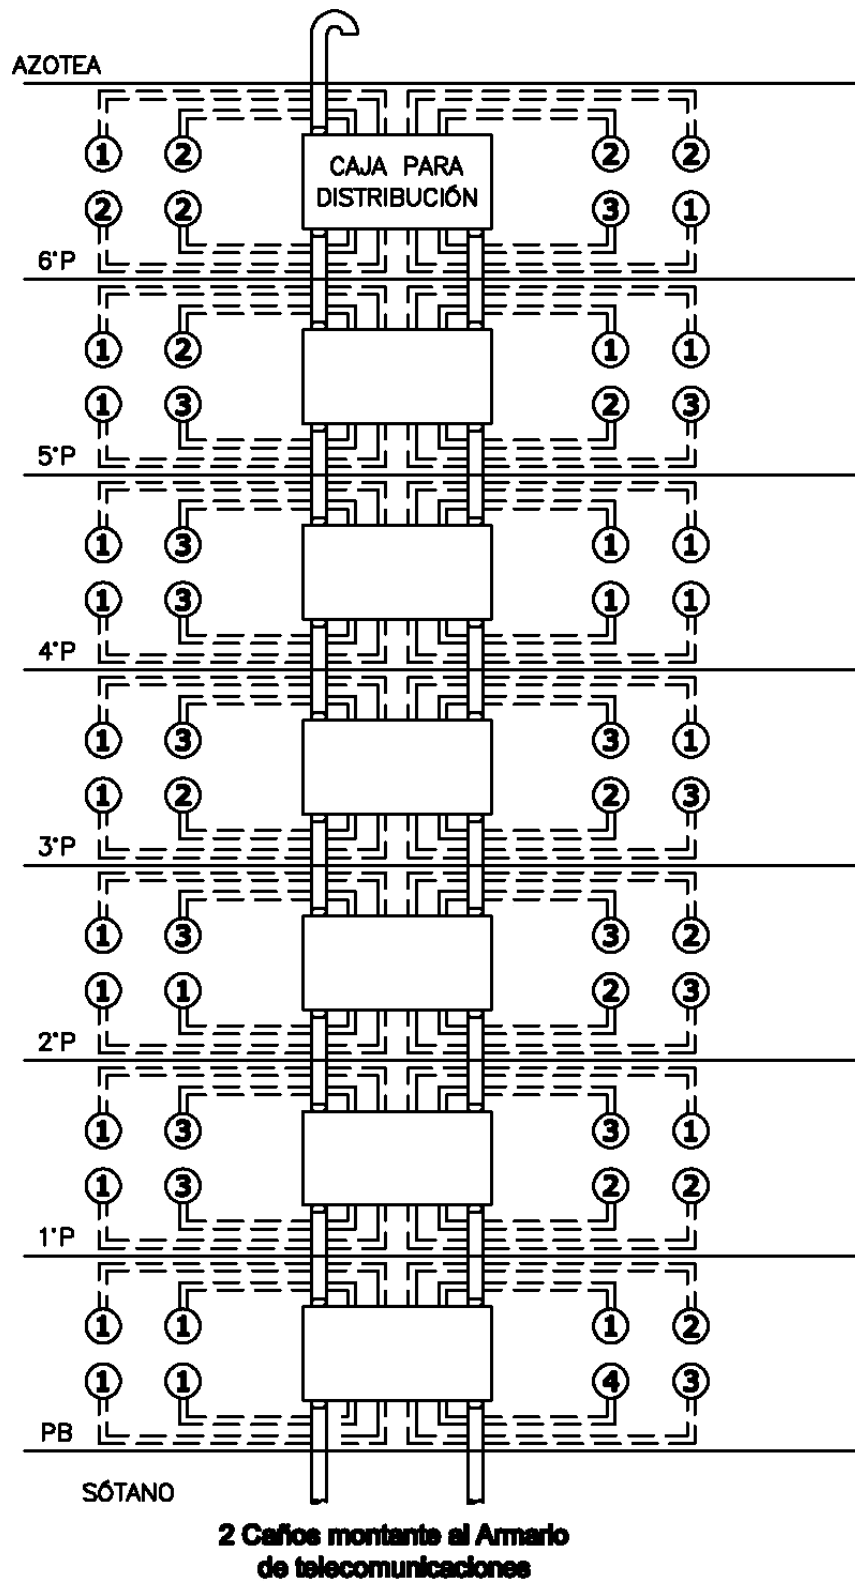 AZOTEA
1 2 2 2
CAJA PARA
DISTRIBUCIÓN
2 2 3 1
6°P
1 2 1 1
1 3 2 3
5°P
1 3 1 1
1 3 1 1
4°P
1 3 3 1
1 2 2 3
3°P
1 3 3 2
1 1 2 3
2°P
1 3 3 1
1 3 2 2
1°P
1 1 1 2
1 1 4 3
PB
SÓTANO
2 Caños montante al Armario
de telecomunicaciones